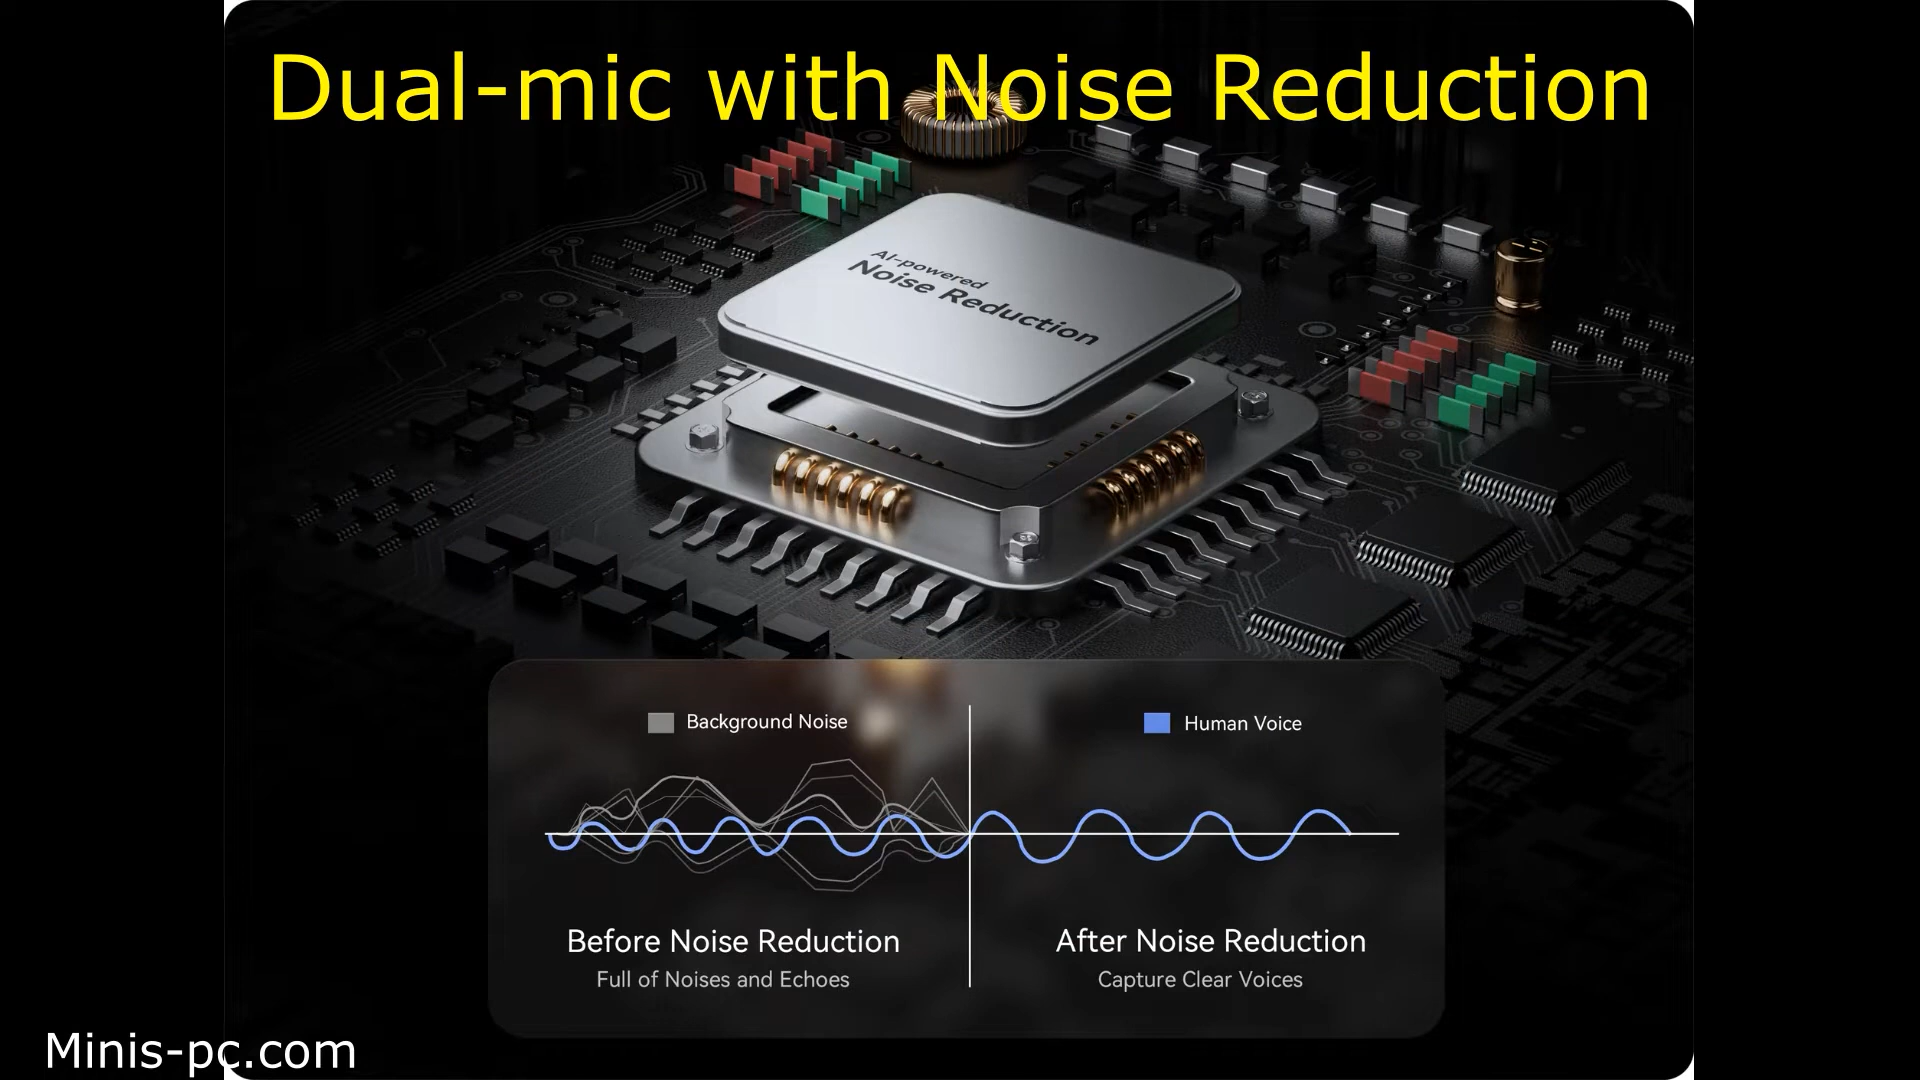 Dual-mic with Noise Reduction
AI-powered
Noise Reduction
Background Noise
Human Voice
Before Noise Reduction
Full of Noises and Echoes
After Noise Reduction
Capture Clear Voices
Minis-pc.com